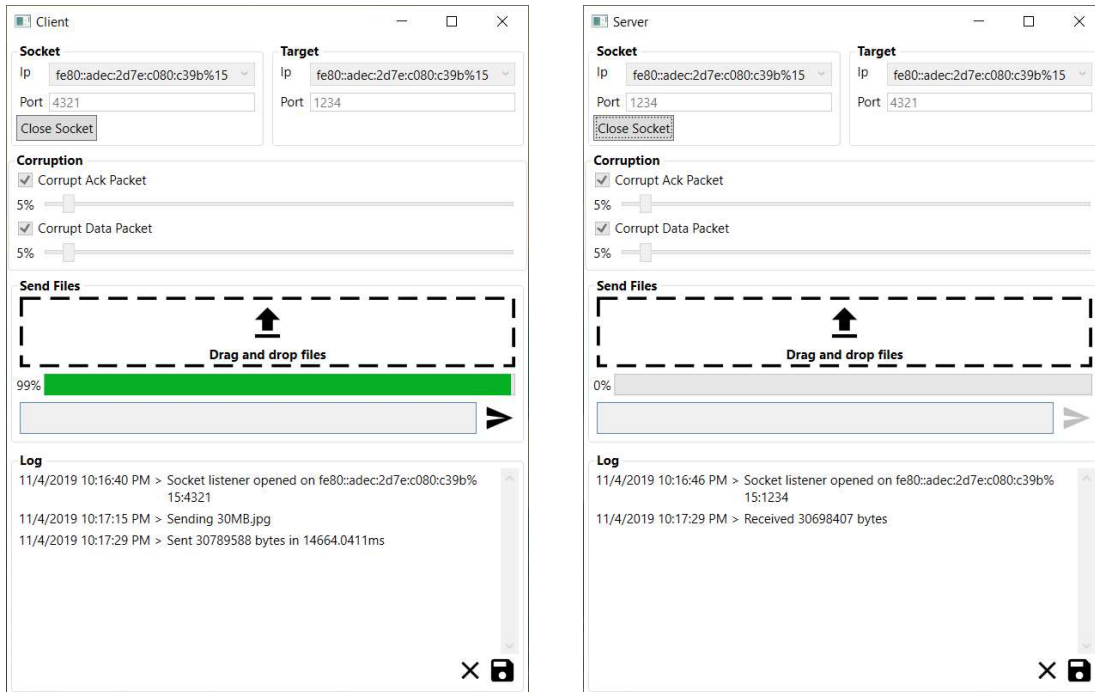 Client
Socket
Ip fe80::adec:2d7e:c080:c39b%15
Port 4321
Close Socket
Target
Ip fe80::adec:2d7e:c080:c39b%15
Port 1234
Corruption
Corrupt Ack Packet
5%
Corrupt Data Packet
5%
Send Files
Drag and drop files
99%
Log
11/4/2019 10:16:40 PM > Socket listener opened on fe80::adec:2d7e:c080:c39b%
15:4321
11/4/2019 10:17:15 PM > Sending 30MB.jpg
11/4/2019 10:17:29 PM > Sent 30789588 bytes in 14664.0411ms
Server
Socket
Ip fe80::adec:2d7e:c080:c39b%15
Port 1234
Close Socket
Target
Ip fe80::adec:2d7e:c080:c39b%15
Port 4321
Corruption
Corrupt Ack Packet
5%
Corrupt Data Packet
5%
Send Files
Drag and drop files
0%
Log
11/4/2019 10:16:46 PM > Socket listener opened on fe80::adec:2d7e:c080:c39b%
15:1234
11/4/2019 10:17:29 PM > Received 30698407 bytes